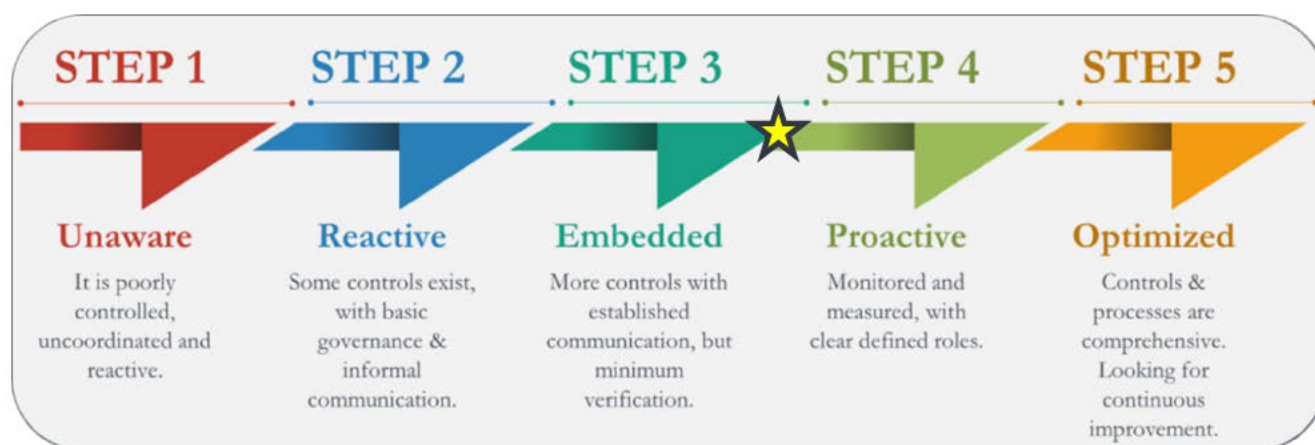 STEP 1
STEP 2
STEP 3
STEP 4
STEP 5
Unaware
It is poorly
controlled,
uncoordinated and
reactive.
Reactive
Some controls exist,
with basic
governance &
informal
communication.
Embedded
More controls with
established
communication, but
minimum
verification.
Proactive
Monitored and
measured, with
clear defined roles.
Optimized
Controls &
processes are
comprehensive.
Looking for
continuous
improvement.